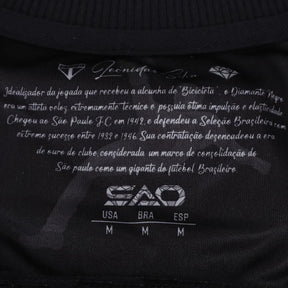 Leonidas Silva
Idealizador da jogada que recebeu a alcunha de "Bicicleta", o Diamante Negro
era um atleta veloz, extremamente técnico e possuía ótima impulsão e elasticidade
Chegou ao São Paulo F.C em 1942, e defendeu a Seleção Brasileira com
extremo sucesso entre 1932 e 1946. Sua contratação desencadeou a era
de ouro do clube, considerada um marco de consolidação do
São Paulo como um gigante do futebol Brasileiro
SAO
USA BRA ESP
M M M